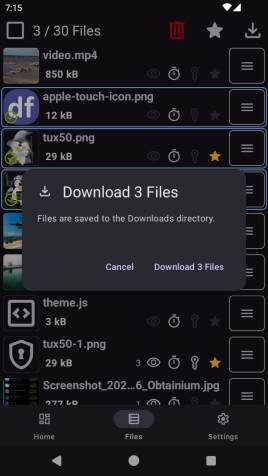 7:15
3 / 30 Files
video.mp4
850 kB
df
apple-touch-icon.png
12 kB
tux50.png
29 kB
Download 3 Files
Files are saved to the Downloads directory.
Cancel
Download 3 Files
theme.js
3 kB
tux50-1.png
29 kB
3
Screenshot_202…6_Obtainium.jpg
277 kB
1
Home
Files
Settings